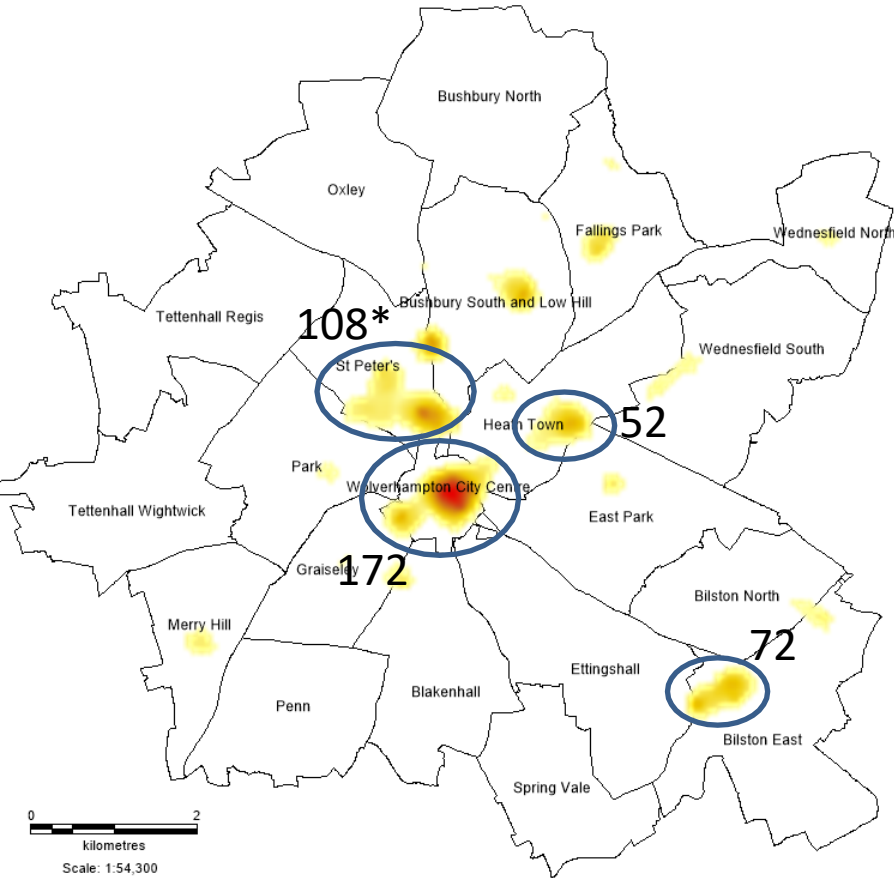 Bushbury North
Oxley
Fallings Park
Wednesfield North
Bushbury South and Low Hill
Tettenhall Regis
108*
Wednesfield South
St Peter's
Heath Town
52
Park
Wolverhampton City Centre
Tettenhall Wightwick
East Park
Graiseley
172
Bilston North
Merry Hill
72
Ettingshall
Blakenhall
Penn
Bilston East
Spring Vale
0 2
kilometres
Scale: 1:54,300